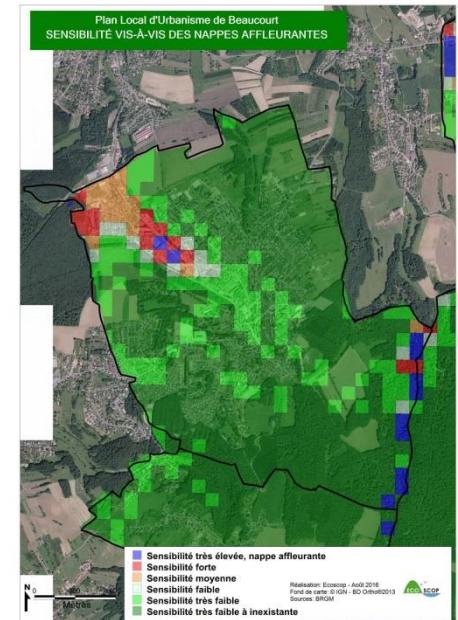 Plan Local d'Urbanisme de Beaucourt
SENSIBILITÉ VIS-À-VIS DES NAPPES AFFLEURANTES
Sensibilité très élevée, nappe affleurante
Sensibilité forte
Sensibilité moyenne
Sensibilité faible
Sensibilité très faible
Sensibilité très faible à inexistante
N
0
Mètres
Réalisation: Ecoscop - Août 2016
Fond de carte: © IGN - BD Ortho®2013
Sources: BRGM
ECO SCOP